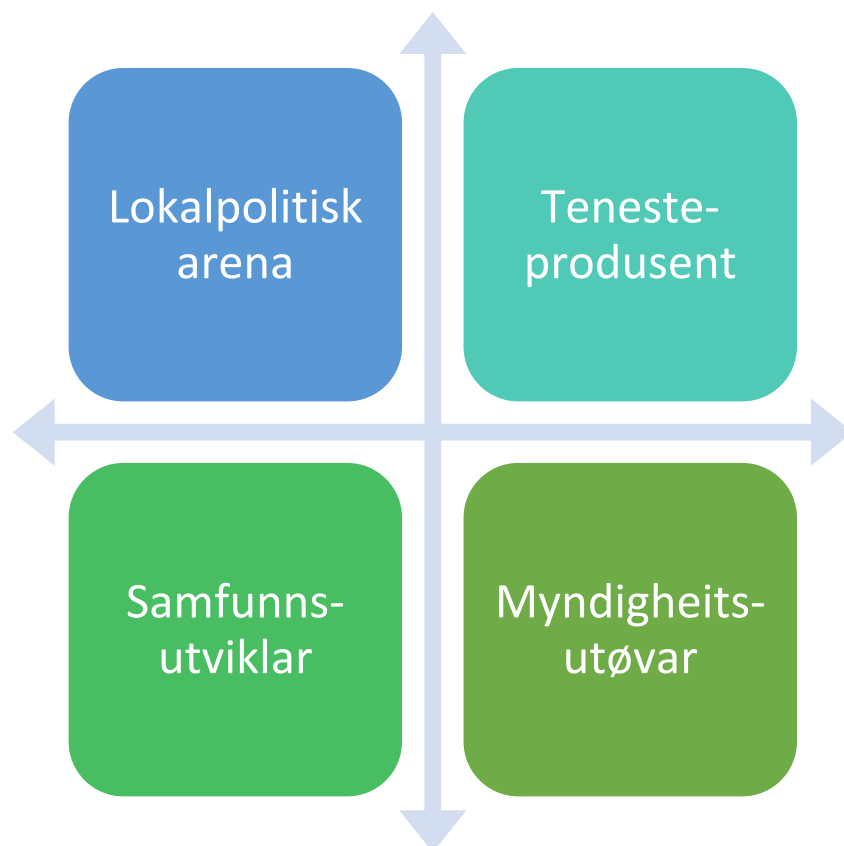 Lokalpolitisk
arena
Teneste-
produsent
Samfunns-
utviklar
Myndigheits-
utøvar